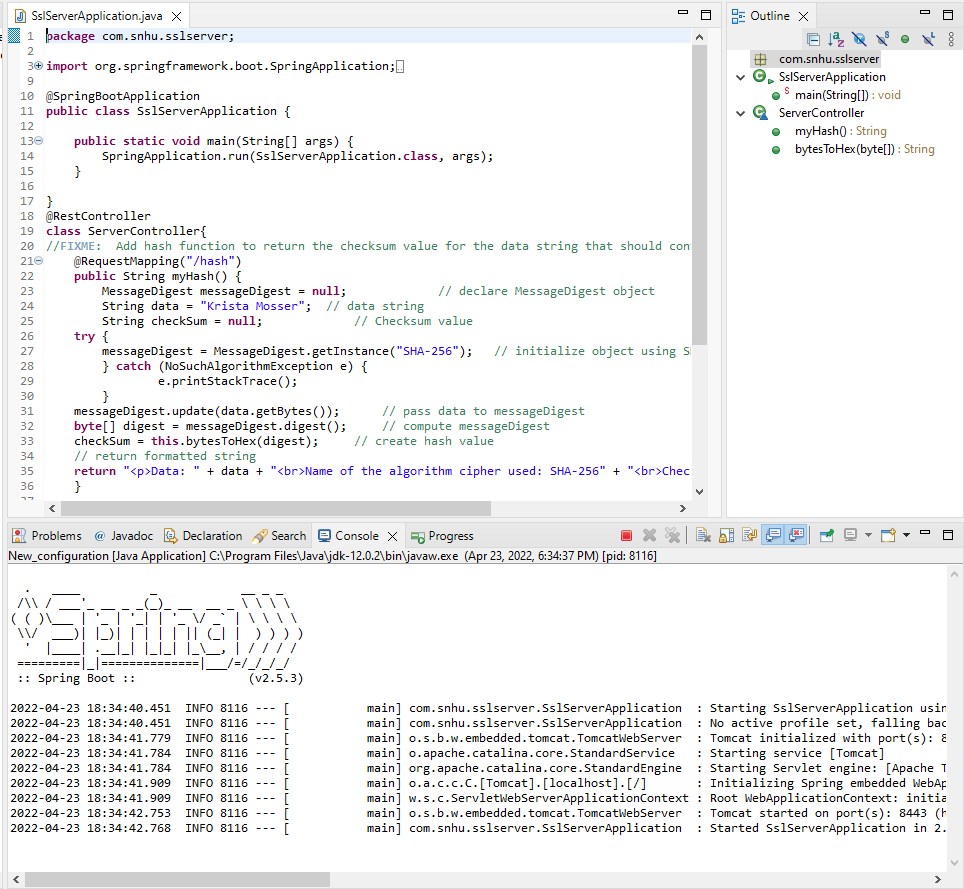 SslServerApplication.java
1 package com.snhu.sslserver;
2
3 import org.springframework.boot.SpringApplication;
9
10 @SpringBootApplication
11 public class SslServerApplication {
12
13 public static void main(String[] args) {
14 SpringApplication.run(SslServerApplication.class, args);
15 }
16
17 }
18 @RestController
19 class ServerController{
20 //FIXME: Add hash function to return the checksum value for the data string that should con
21 @RequestMapping("/hash")
22 public String myHash() {
23 MessageDigest messageDigest = null; // declare MessageDigest object
24 String data = "Krista Mosser"; // data string
25 String checkSum = null; // Checksum value
26 try {
27 messageDigest = MessageDigest.getInstance("SHA-256"); // initialize object using S
28 } catch (NoSuchAlgorithmException e) {
29 e.printStackTrace();
30 }
31 messageDigest.update(data.getBytes()); // pass data to messageDigest
32 byte[] digest = messageDigest.digest(); // compute messageDigest
33 checkSum = this.bytesToHex(digest); // create hash value
34 // return formatted string
35 return "<p>Data: " + data + "<br>Name of the algorithm cipher used: SHA-256" + "<br>Chec
36 }
Outline
com.snhu.sslserver
SslServerApplication
main(String[]) : void
ServerController
myHash() : String
bytesToHex(byte[]) : String
Problems @ Javadoc Declaration Search Console Progress
New_configuration [Java Application] C:\Program Files\Java\jdk-12.0.2\bin\javaw.exe (Apr 23, 2022, 6:34:37 PM) [pid: 8116]
Spring
:: Spring Boot :: (v2.5.3)
2022-04-23 18:34:40.451 INFO 8116 --- [ main] com.snhu.sslserver.SslServerApplication : Starting SslServerApplication usin
2022-04-23 18:34:40.451 INFO 8116 --- [ main] com.snhu.sslserver.SslServerApplication : No active profile set, falling bac
2022-04-23 18:34:41.779 INFO 8116 --- [ main] o.s.b.w.embedded.tomcat.TomcatWebServer : Tomcat initialized with port(s): 8
2022-04-23 18:34:41.784 INFO 8116 --- [ main] o.apache.catalina.core.StandardService : Starting service [Tomcat]
2022-04-23 18:34:41.784 INFO 8116 --- [ main] org.apache.catalina.core.StandardEngine : Starting Servlet engine: [Apache T
2022-04-23 18:34:41.909 INFO 8116 --- [ main] o.a.c.c.C.[Tomcat].[localhost].[/] : Initializing Spring embedded WebAp
2022-04-23 18:34:41.909 INFO 8116 --- [ main] w.s.c.ServletWebServerApplicationContext : Root WebApplicationContext: initia
2022-04-23 18:34:42.753 INFO 8116 --- [ main] o.s.b.w.embedded.tomcat.TomcatWebServer : Tomcat started on port(s): 8443 (h
2022-04-23 18:34:42.768 INFO 8116 --- [ main] com.snhu.sslserver.SslServerApplication : Started SslServerApplication in 2.